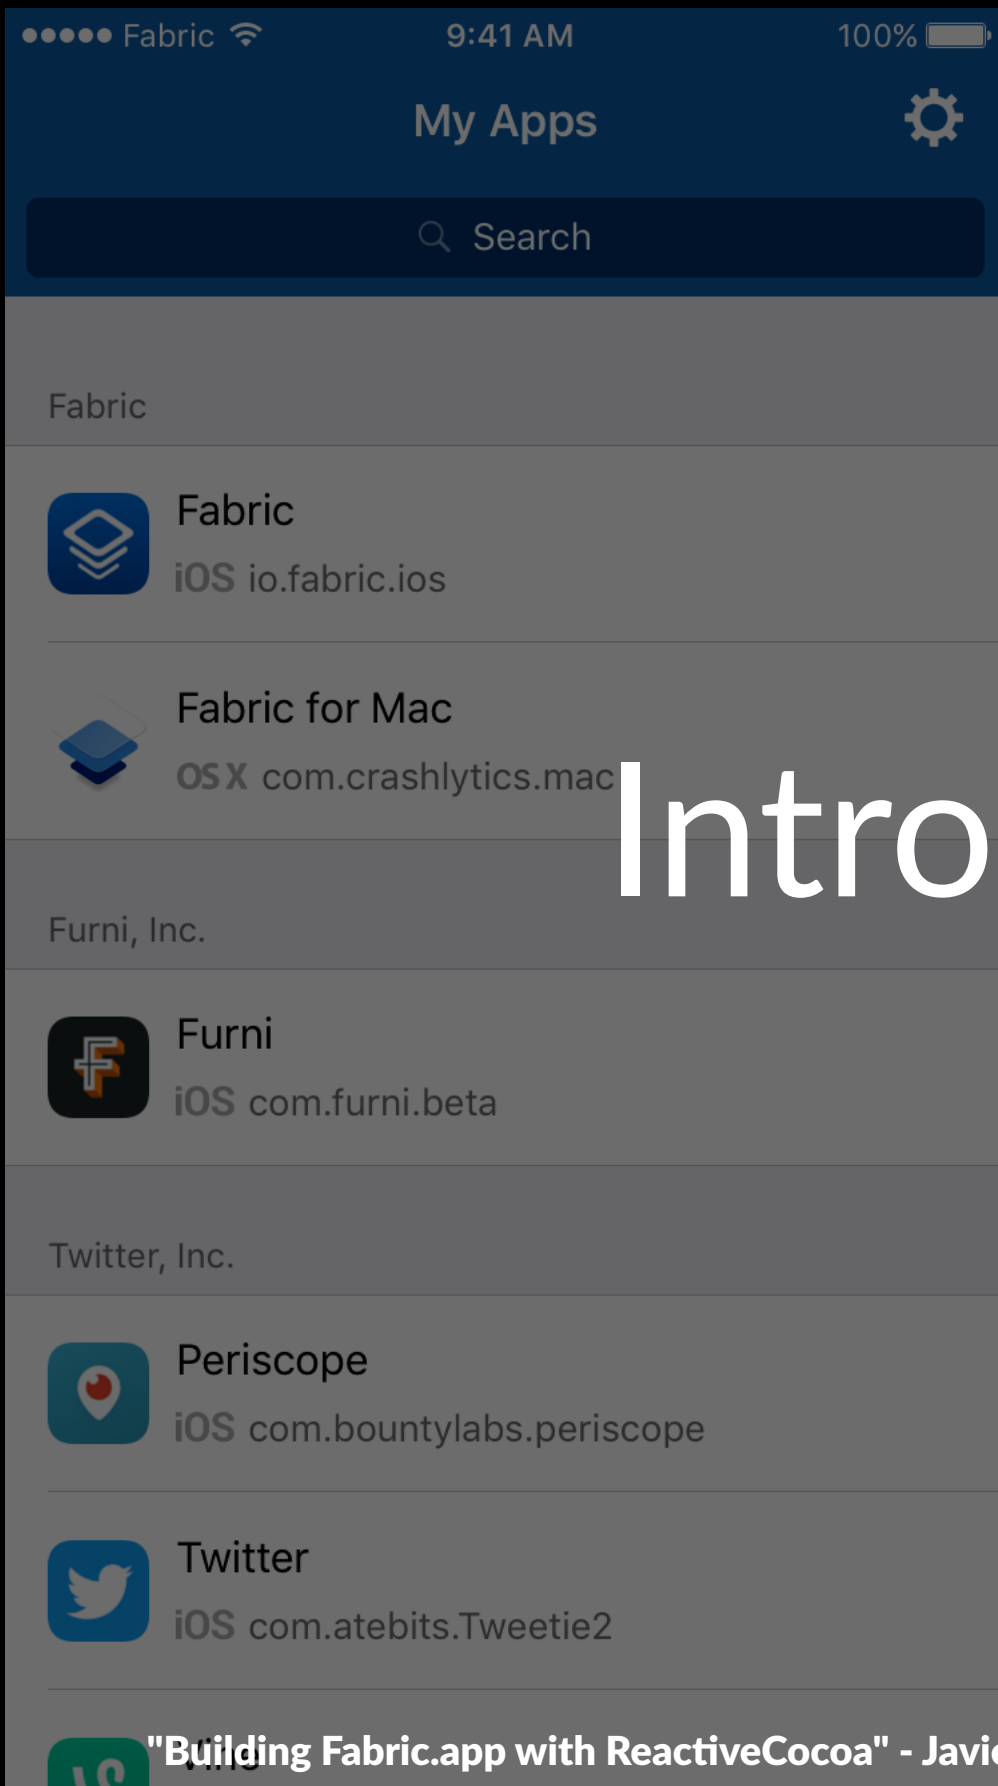 Fabric 9:41 AM 100%
My Apps
Search
Fabric
Fabric
iOS io.fabric.ios
Fabric for Mac
OS X com.crashlytics.mac
Intro
Furni, Inc.
Furni
iOS com.furni.beta
Twitter, Inc.
Periscope
iOS com.bountylabs.periscope
Twitter
iOS com.atebits.Tweetie2
Vine
"Building Fabric.app with ReactiveCocoa" -